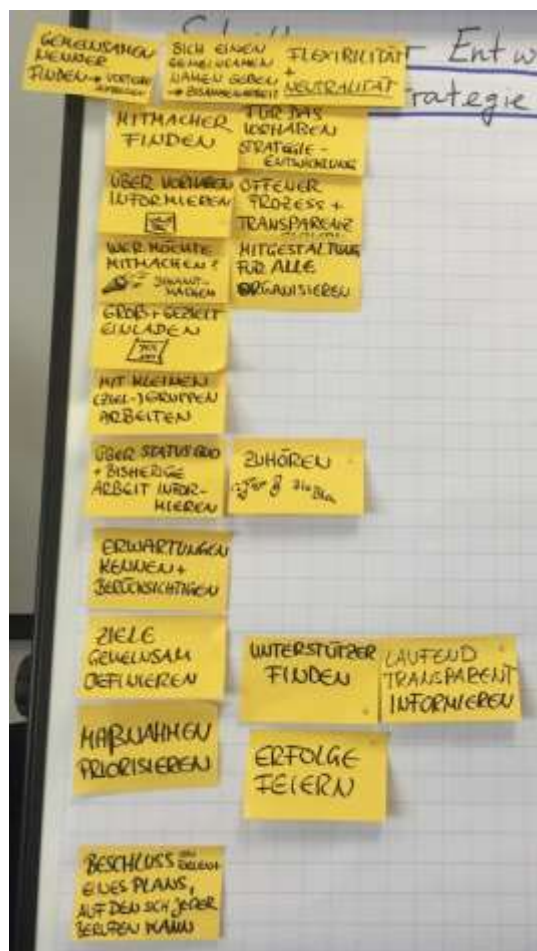 Entw
rategie
GEMEINSAMEN
NENNER
FINDEN → VORTEILE
SICH EINEN
GEMEINSAMEN
NAMEN GEBEN
FLEXIBILITÄT
+
NEUTRALITÄT
MITMACHER
FINDEN
FÜR DAS
VORHABEN
STRATEGIE-
ENTWICKLUNG
ÜBER VORHABEN
INFORMIEREN
OFFENER
PROZESS +
TRANSPARENZ
WER MÖCHTE
MITMACHEN?
MITGESTALTUNG
FÜR ALLE
ORGANISIEREN
GROß + GEZIELT
EINLADEN
MIT KLEINEN
(ZIEL-)GRUPPEN
ARBEITEN
ÜBER STATUS QUO
+ BISHERIGE
ARBEIT INFOR-
MIEREN
ZUHÖREN
ERWARTUNGEN
KENNEN +
BERÜCKSICHTIGEN
ZIELE
GEMEINSAM
DEFINIEREN
UNTERSTÜTZER
FINDEN
LAUFEND
TRANSPARENT
INFORMIEREN
MAßNAHMEN
PRIORISIEREN
ERFOLGE
FEIERN
BESCHLUSS
EINES PLANS,
AUF DEN SICH JEDER
BERUFEN KANN